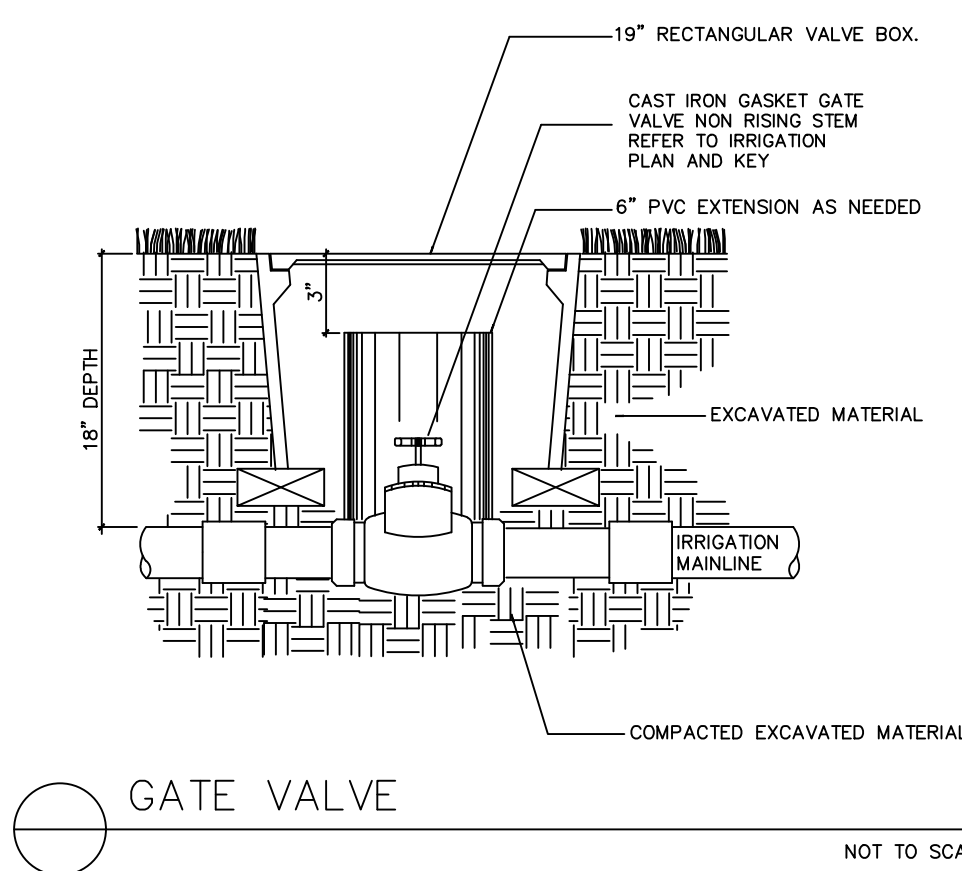 19" RECTANGULAR VALVE BOX.
CAST IRON GASKET GATE
VALVE NON RISING STEM
REFER TO IRRIGATION
PLAN AND KEY
6" PVC EXTENSION AS NEEDED
3"
18" DEPTH
EXCAVATED MATERIAL
IRRIGATION
MAINLINE
COMPACTED EXCAVATED MATERIAL
GATE VALVE
NOT TO SCA